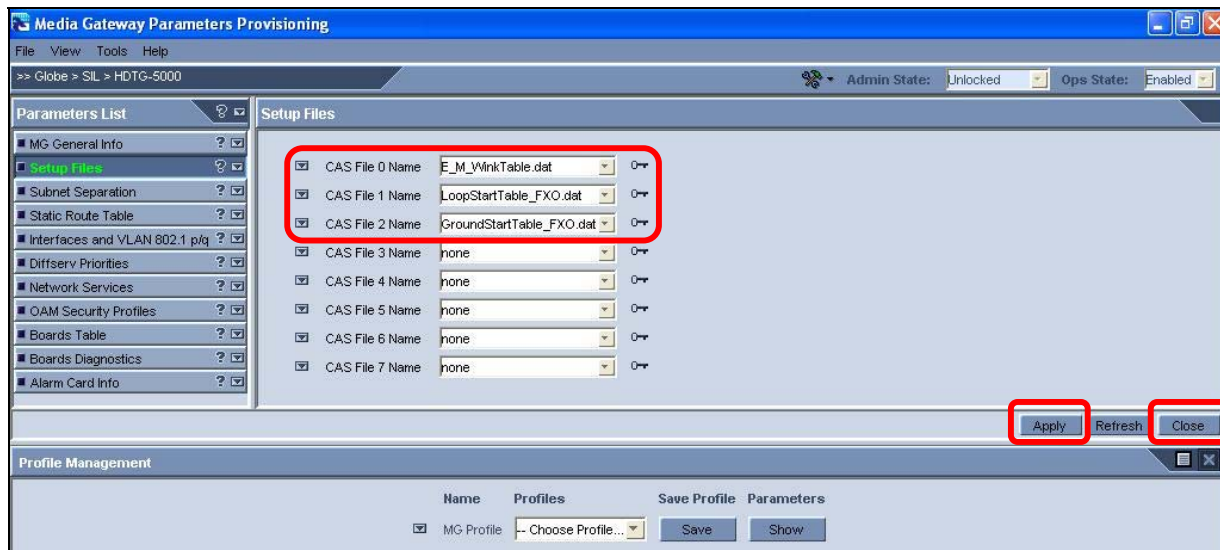 Media Gateway Parameters Provisioning
File View Tools Help
>> Globe > SIL > HDTG-5000
Admin State: Unlocked Ops State: Enabled
Parameters List ?
Setup Files
MG General Info ?
Setup Files ?
Subnet Separation ?
Static Route Table ?
Interfaces and VLAN 802.1 p/q ?
Diffserv Priorities ?
Network Services ?
OAM Security Profiles ?
Boards Table ?
Boards Diagnostics ?
Alarm Card Info ?
CAS File 0 Name E_M_WinkTable.dat
CAS File 1 Name LoopStartTable_FXO.dat
CAS File 2 Name GroundStartTable_FXO.dat
CAS File 3 Name none
CAS File 4 Name none
CAS File 5 Name none
CAS File 6 Name none
CAS File 7 Name none
Apply Refresh Close
Profile Management
Name Profiles Save Profile Parameters
MG Profile -- Choose Profile... Save Show